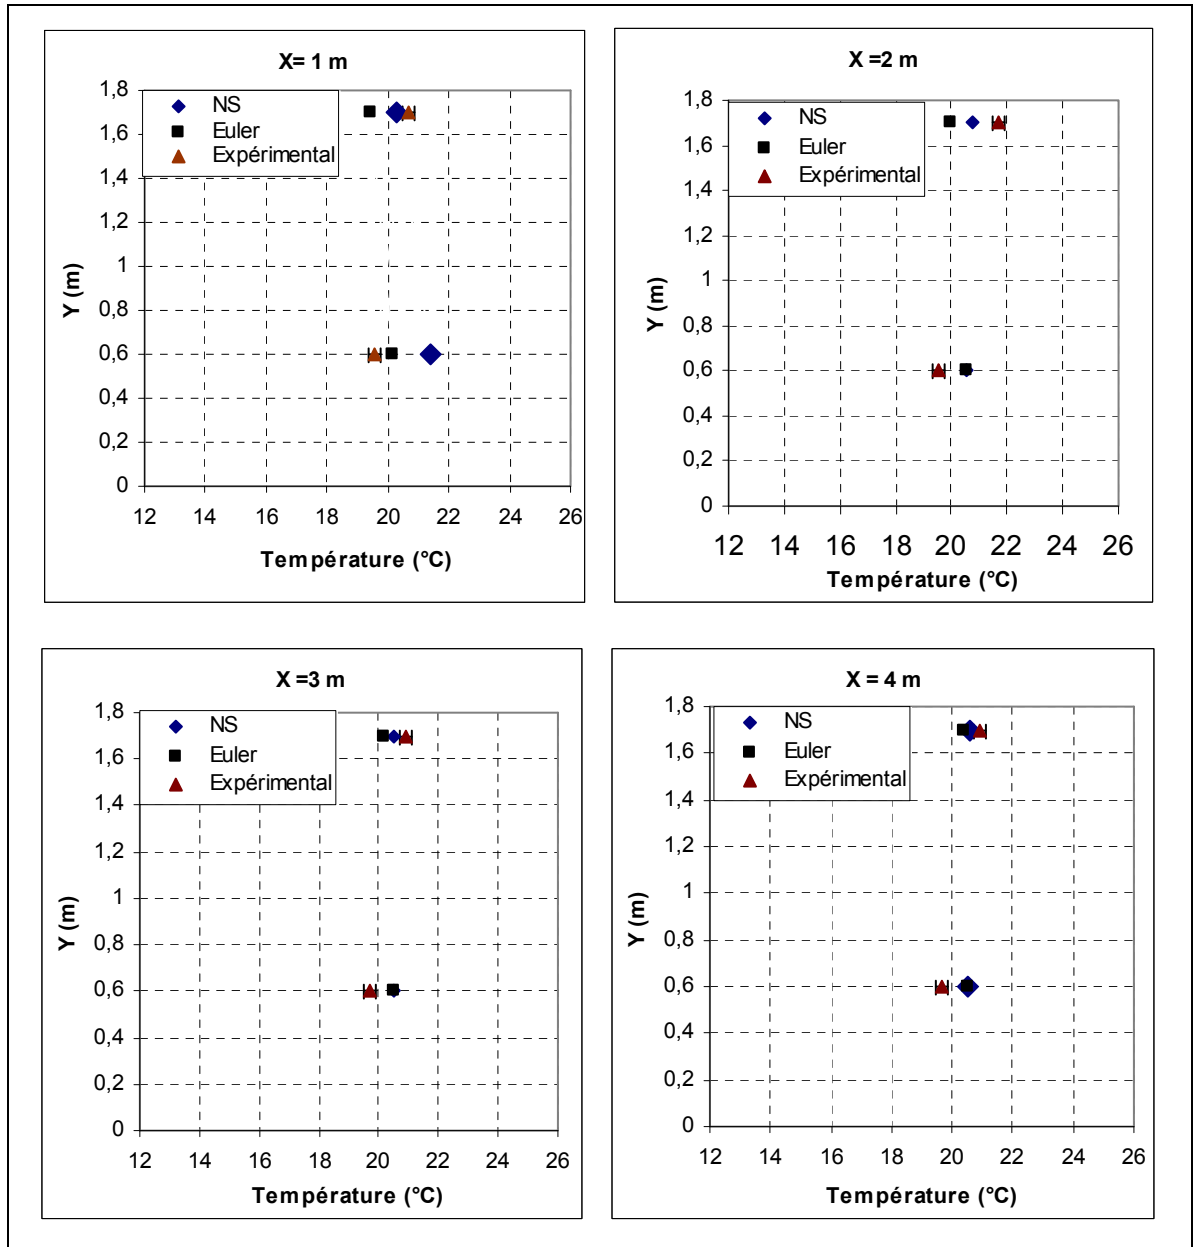 X= 1 m
1,8
1,6
1,4
1,2
1
0,8
0,6
0,4
0,2
0
Y (m)
NS
Euler
Expérimental
12 14 16 18 20 22 24 26
Température (°C)
X =2 m
1,8
1,6
1,4
1,2
1
0,8
0,6
0,4
0,2
0
Y (m)
NS
Euler
Expérimental
12 14 16 18 20 22 24 26
Température (°C)
X =3 m
1,8
1,6
1,4
1,2
1
0,8
0,6
0,4
0,2
0
Y (m)
NS
Euler
Expérimental
12 14 16 18 20 22 24 26
Température (°C)
X = 4 m
1,8
1,6
1,4
1,2
1
0,8
0,6
0,4
0,2
0
Y (m)
NS
Euler
Expérimental
12 14 16 18 20 22 24 26
Température (°C)